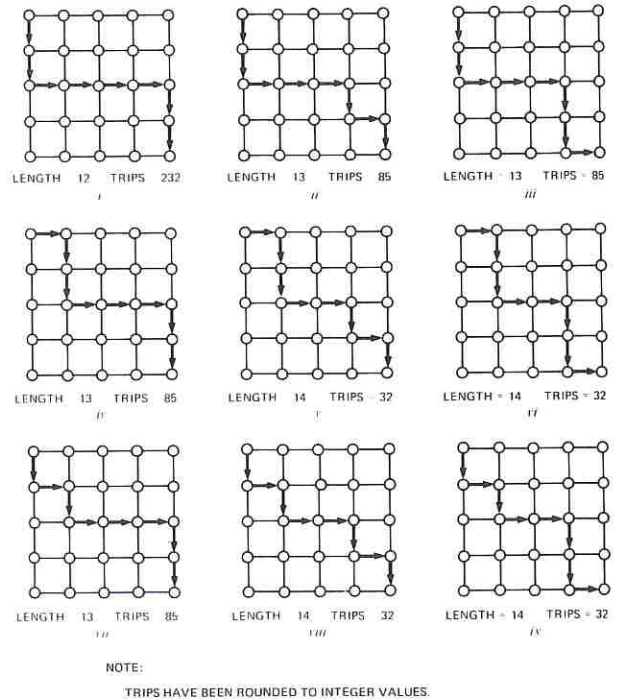 LENGTH 12 TRIPS 232
i
LENGTH 13 TRIPS 85
ii
LENGTH = 13 TRIPS = 85
iii
LENGTH 13 TRIPS 85
iv
LENGTH 14 TRIPS 32
v
LENGTH = 14 TRIPS = 32
vi
LENGTH 13 TRIPS 85
vii
LENGTH 14 TRIPS 32
viii
LENGTH = 14 TRIPS = 32
ix
NOTE:
TRIPS HAVE BEEN ROUNDED TO INTEGER VALUES.